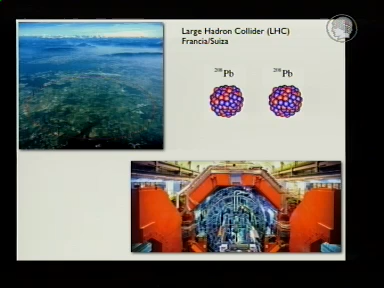 Large Hadron Collider (LHC)
Francia/Suiza
²⁰⁸Pb ²⁰⁸Pb